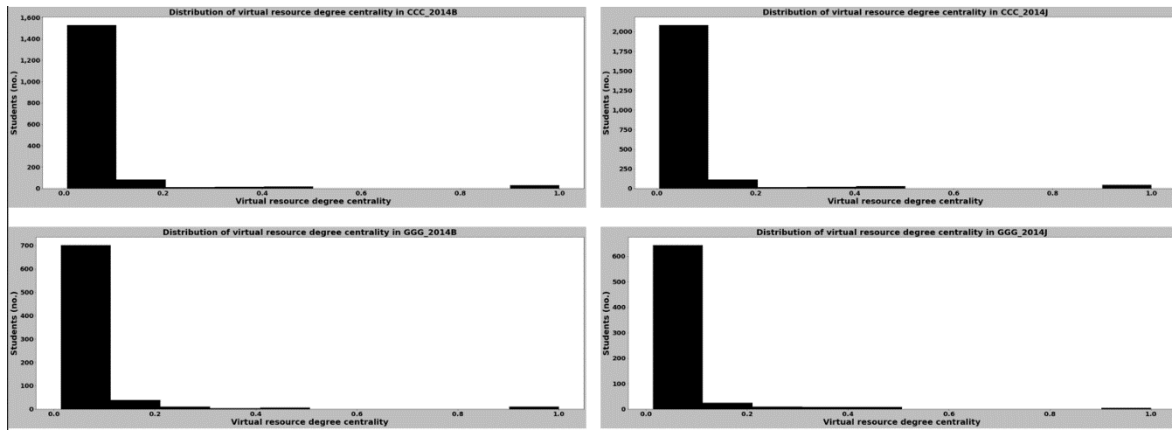 Distribution of virtual resource degree centrality in CCC_2014B
1,600
1,400
1,200
1,000
800
600
400
200
0
Students (no.)
0.0 0.2 0.4 0.6 0.8 1.0
Virtual resource degree centrality
Distribution of virtual resource degree centrality in CCC_2014J
2,000
1,750
1,500
1,250
1,000
750
500
250
0
Students (no.)
0.0 0.2 0.4 0.6 0.8 1.0
Virtual resource degree centrality
Distribution of virtual resource degree centrality in GGG_2014B
700
600
500
400
300
200
100
0
Students (no.)
0.0 0.2 0.4 0.6 0.8 1.0
Virtual resource degree centrality
Distribution of virtual resource degree centrality in GGG_2014J
600
500
400
300
200
100
0
Students (no.)
0.0 0.2 0.4 0.6 0.8 1.0
Virtual resource degree centrality